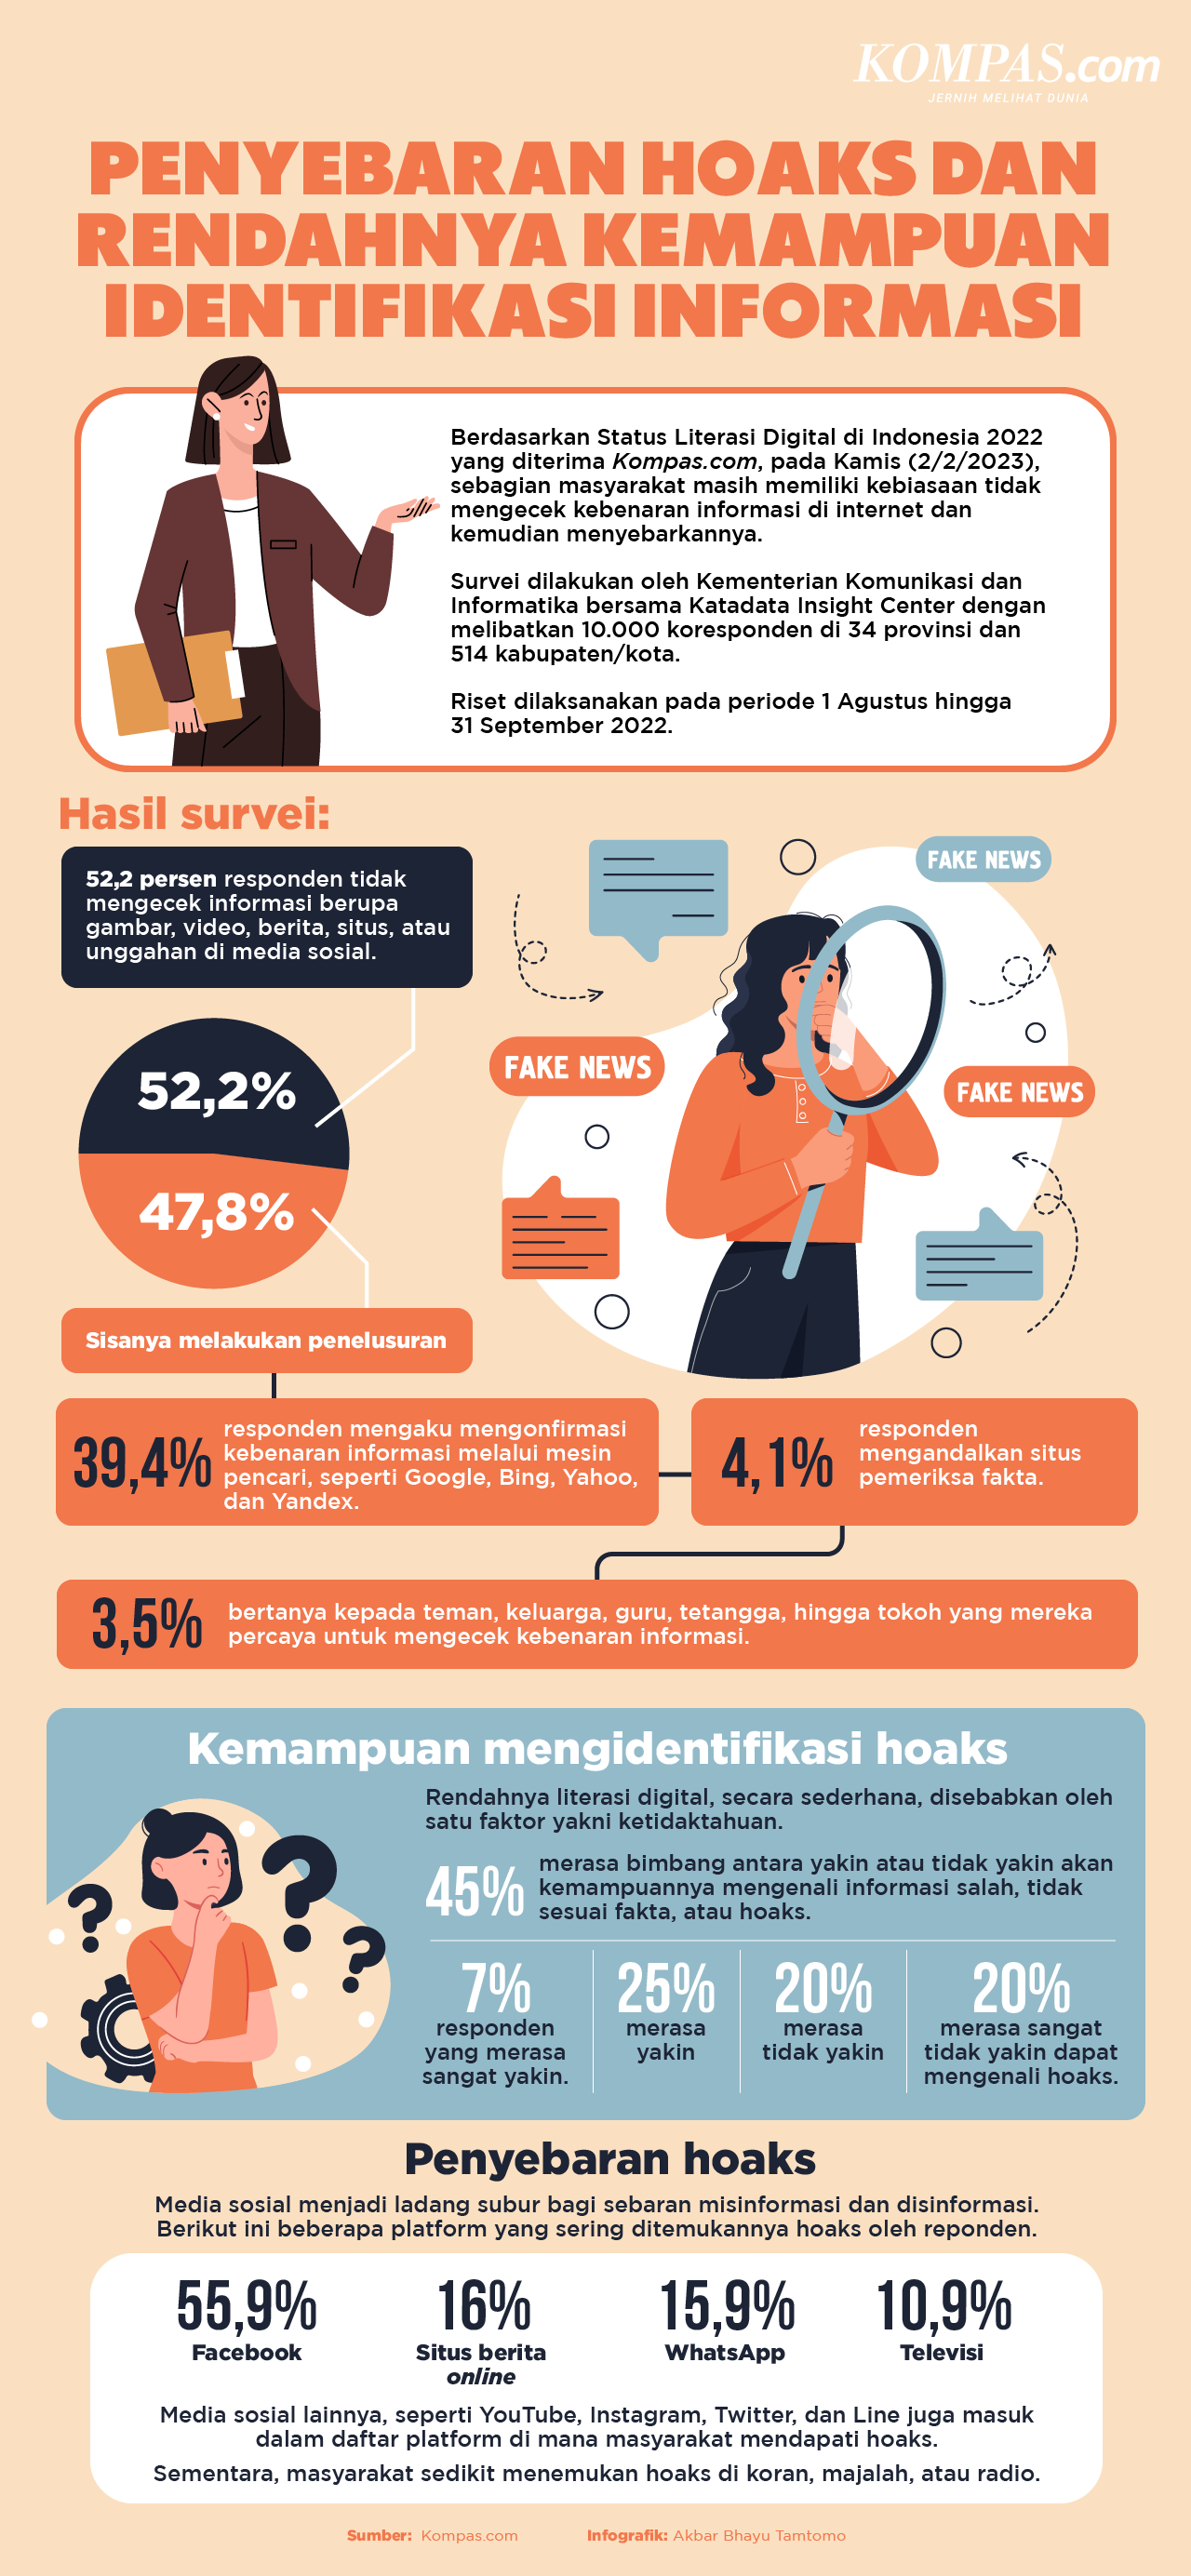 KOMPAS.com
JERNIH MELIHAT DUNIA
PENYEBARAN HOAKS DAN
RENDAHNYA KEMAMPUAN
IDENTIFIKASI INFORMASI
Berdasarkan Status Literasi Digital di Indonesia 2022
yang diterima Kompas.com, pada Kamis (2/2/2023),
sebagian masyarakat masih memiliki kebiasaan tidak
mengecek kebenaran informasi di internet dan
kemudian menyebarkannya.
Survei dilakukan oleh Kementerian Komunikasi dan
Informatika bersama Katadata Insight Center dengan
melibatkan 10.000 koresponden di 34 provinsi dan
514 kabupaten/kota.
Riset dilaksanakan pada periode 1 Agustus hingga
31 September 2022.
Hasil survei:
52,2 persen responden tidak
mengecek informasi berupa
gambar, video, berita, situs, atau
unggahan di media sosial.
52,2%
47,8%
Sisanya melakukan penelusuran
FAKE NEWS
FAKE NEWS
FAKE NEWS
39,4%
responden mengaku mengonfirmasi
kebenaran informasi melalui mesin
pencari, seperti Google, Bing, Yahoo,
dan Yandex.
4,1%
responden
mengandalkan situs
pemeriksa fakta.
3,5%
bertanya kepada teman, keluarga, guru, tetangga, hingga tokoh yang mereka
percaya untuk mengecek kebenaran informasi.
Kemampuan mengidentifikasi hoaks
Rendahnya literasi digital, secara sederhana, disebabkan oleh
satu faktor yakni ketidaktahuan.
45%
merasa bimbang antara yakin atau tidak yakin akan
kemampuannya mengenali informasi salah, tidak
sesuai fakta, atau hoaks.
7%
responden
yang merasa
sangat yakin.
25%
merasa
yakin
20%
merasa
tidak yakin
20%
merasa sangat
tidak yakin dapat
mengenali hoaks.
? ? ?
Penyebaran hoaks
Media sosial menjadi ladang subur bagi sebaran misinformasi dan disinformasi.
Berikut ini beberapa platform yang sering ditemukannya hoaks oleh reponden.
55,9%
Facebook
16%
Situs berita
online
15,9%
WhatsApp
10,9%
Televisi
Media sosial lainnya, seperti YouTube, Instagram, Twitter, dan Line juga masuk
dalam daftar platform di mana masyarakat mendapati hoaks.
Sementara, masyarakat sedikit menemukan hoaks di koran, majalah, atau radio.
Sumber: Kompas.com
Infografik: Akbar Bhayu Tamtomo